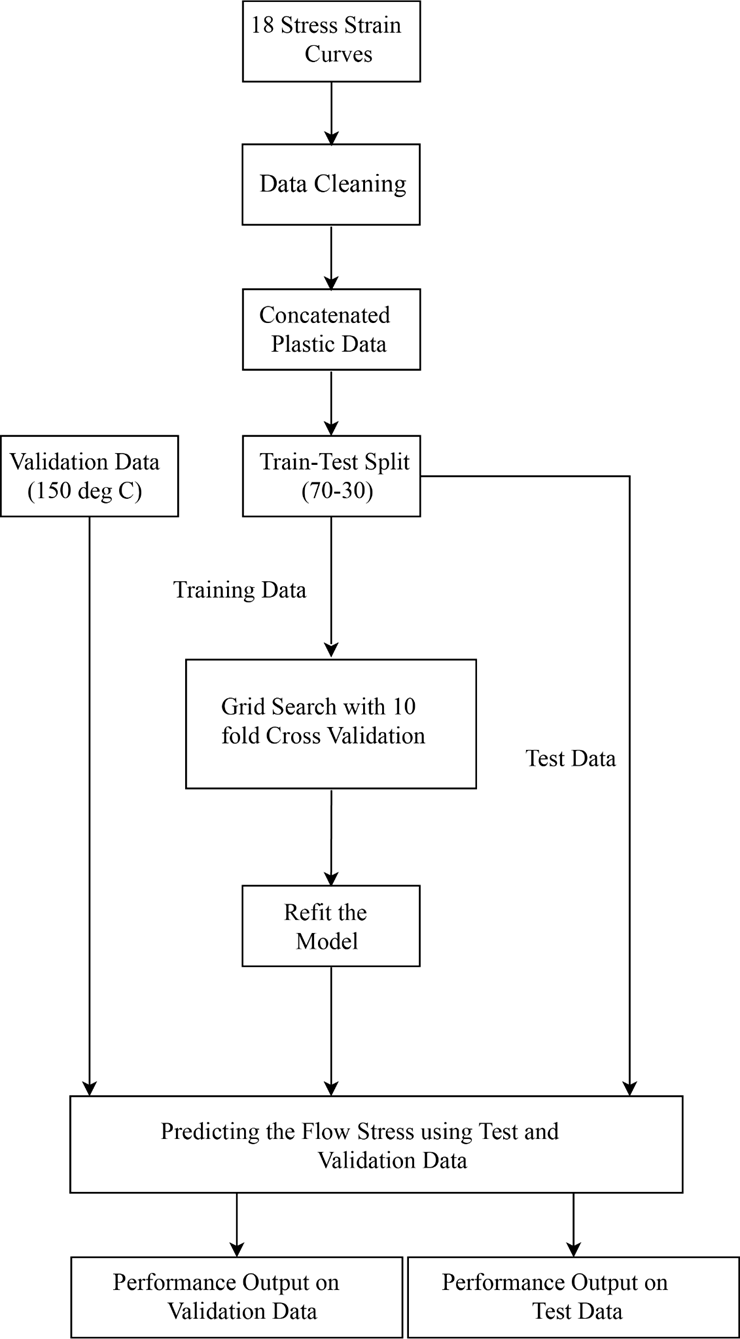 18 Stress Strain
Curves
Data Cleaning
Concatenated
Plastic Data
Validation Data
(150 deg C)
Train-Test Split
(70-30)
Training Data
Grid Search with 10
fold Cross Validation
Test Data
Refit the
Model
Predicting the Flow Stress using Test and
Validation Data
Performance Output on
Validation Data
Performance Output on
Test Data